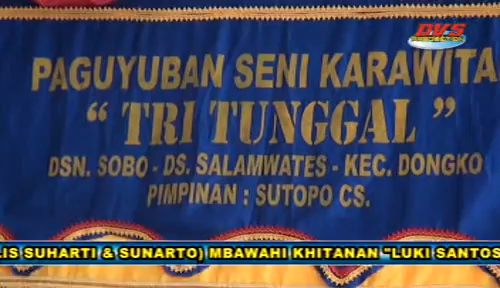 DVS
PAGUYUBAN SENI KARAWITA
“ TRI TUNGGAL ”
DSN. SOBO - DS. SALAMWATES - KEC. DONGKO
PIMPINAN : SUTOPO CS.
LIS SUHARTI & SUNARTO) MBAWAHI KHITANAN "LUKI SANTOS